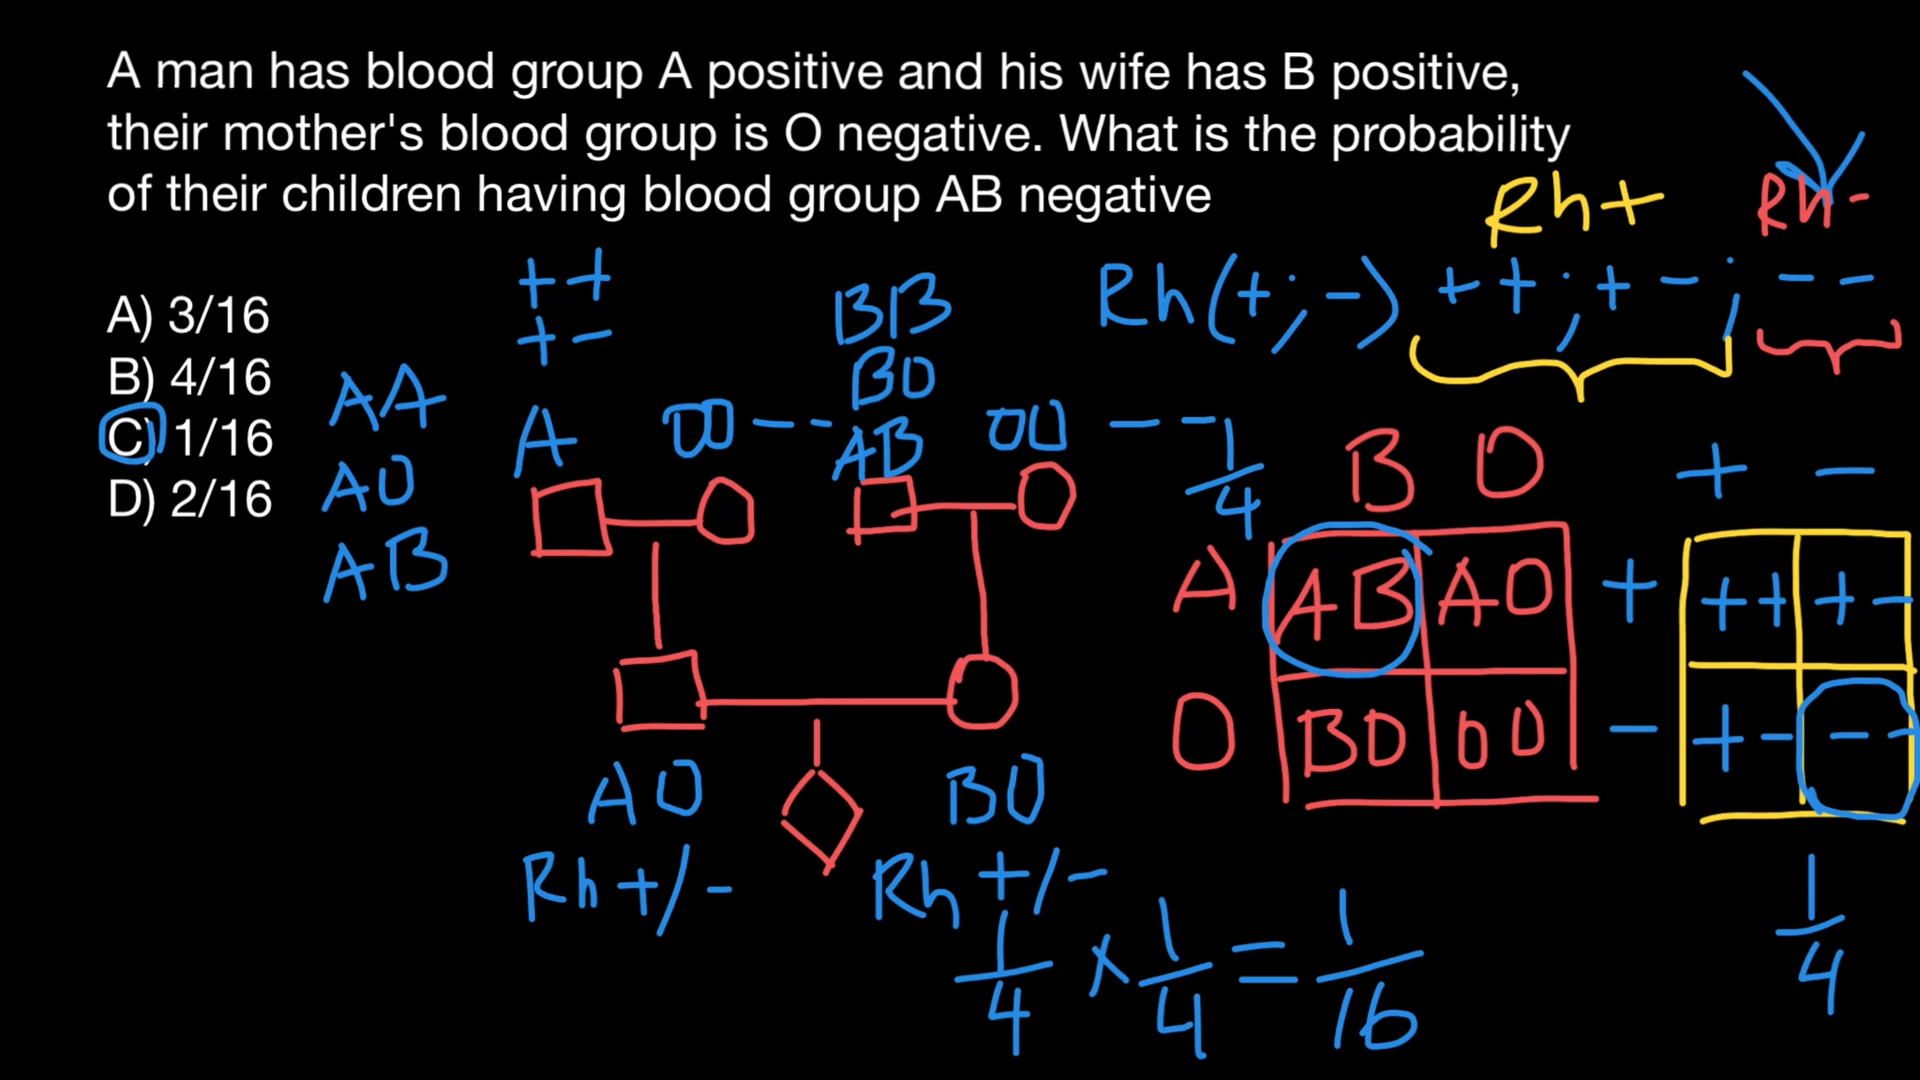 A man has blood group A positive and his wife has B positive,
their mother's blood group is O negative. What is the probability
of their children having blood group AB negative
Rh+ Rh-
Rh(+;-) ++;+-; --
A) 3/16
B) 4/16
C) 1/16
D) 2/16
++
+-
AA
AO
AB
A
OO --
BB
BO
AB
OO --
1/4
B O
A AB AO
O BO OO
+ -
+ ++ +-
- +- --
AO
Rh +/-
BO
Rh +/-
1/4 × 1/4 = 1/16
1/4